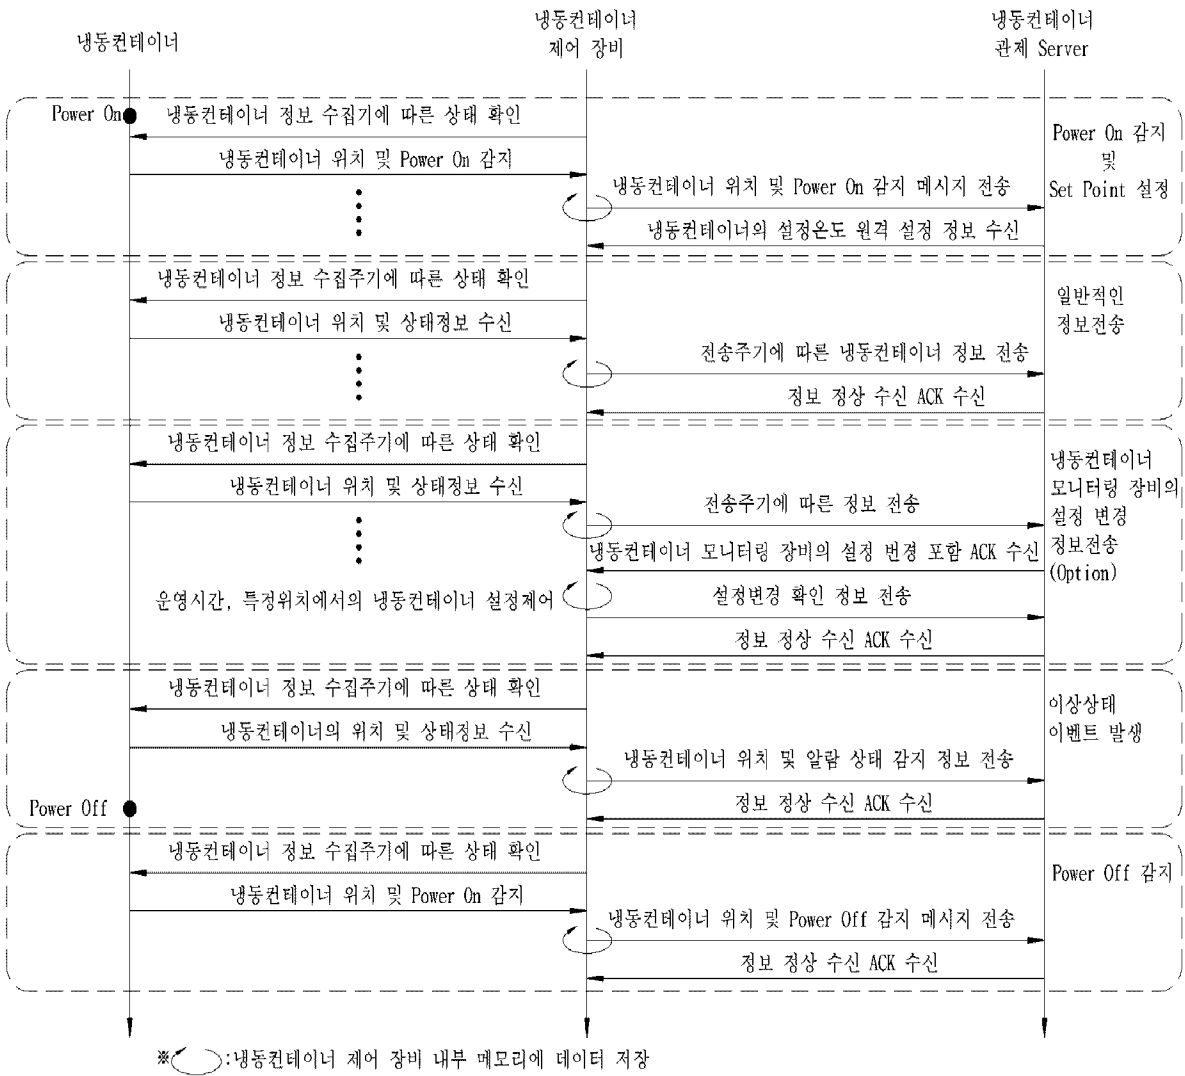 냉동컨테이너
냉동컨테이너
제어 장비
냉동컨테이너
관제 Server
Power On
냉동컨테이너 정보 수집기에 따른 상태 확인
냉동컨테이너 위치 및 Power On 감지
냉동컨테이너 위치 및 Power On 감지 메시지 전송
냉동컨테이너의 설정온도 원격 설정 정보 수신
Power On 감지
및
Set Point 설정
냉동컨테이너 정보 수집주기에 따른 상태 확인
냉동컨테이너 위치 및 상태정보 수신
전송주기에 따른 냉동컨테이너 정보 전송
정보 정상 수신 ACK 수신
일반적인
정보전송
냉동컨테이너 정보 수집주기에 따른 상태 확인
냉동컨테이너 위치 및 상태정보 수신
전송주기에 따른 정보 전송
냉동컨테이너 모니터링 장비의 설정 변경 포함 ACK 수신
운영시간, 특정위치에서의 냉동컨테이너 설정제어
설정변경 확인 정보 전송
정보 정상 수신 ACK 수신
냉동컨테이너
모니터링 장비의
설정 변경
정보전송
(Option)
냉동컨테이너 정보 수집주기에 따른 상태 확인
냉동컨테이너의 위치 및 상태정보 수신
냉동컨테이너 위치 및 알람 상태 감지 정보 전송
정보 정상 수신 ACK 수신
이상상태
이벤트 발생
Power Off
냉동컨테이너 정보 수집주기에 따른 상태 확인
냉동컨테이너 위치 및 Power On 감지
냉동컨테이너 위치 및 Power Off 감지 메시지 전송
정보 정상 수신 ACK 수신
Power Off 감지
※ :냉동컨테이너 제어 장비 내부 메모리에 데이터 저장